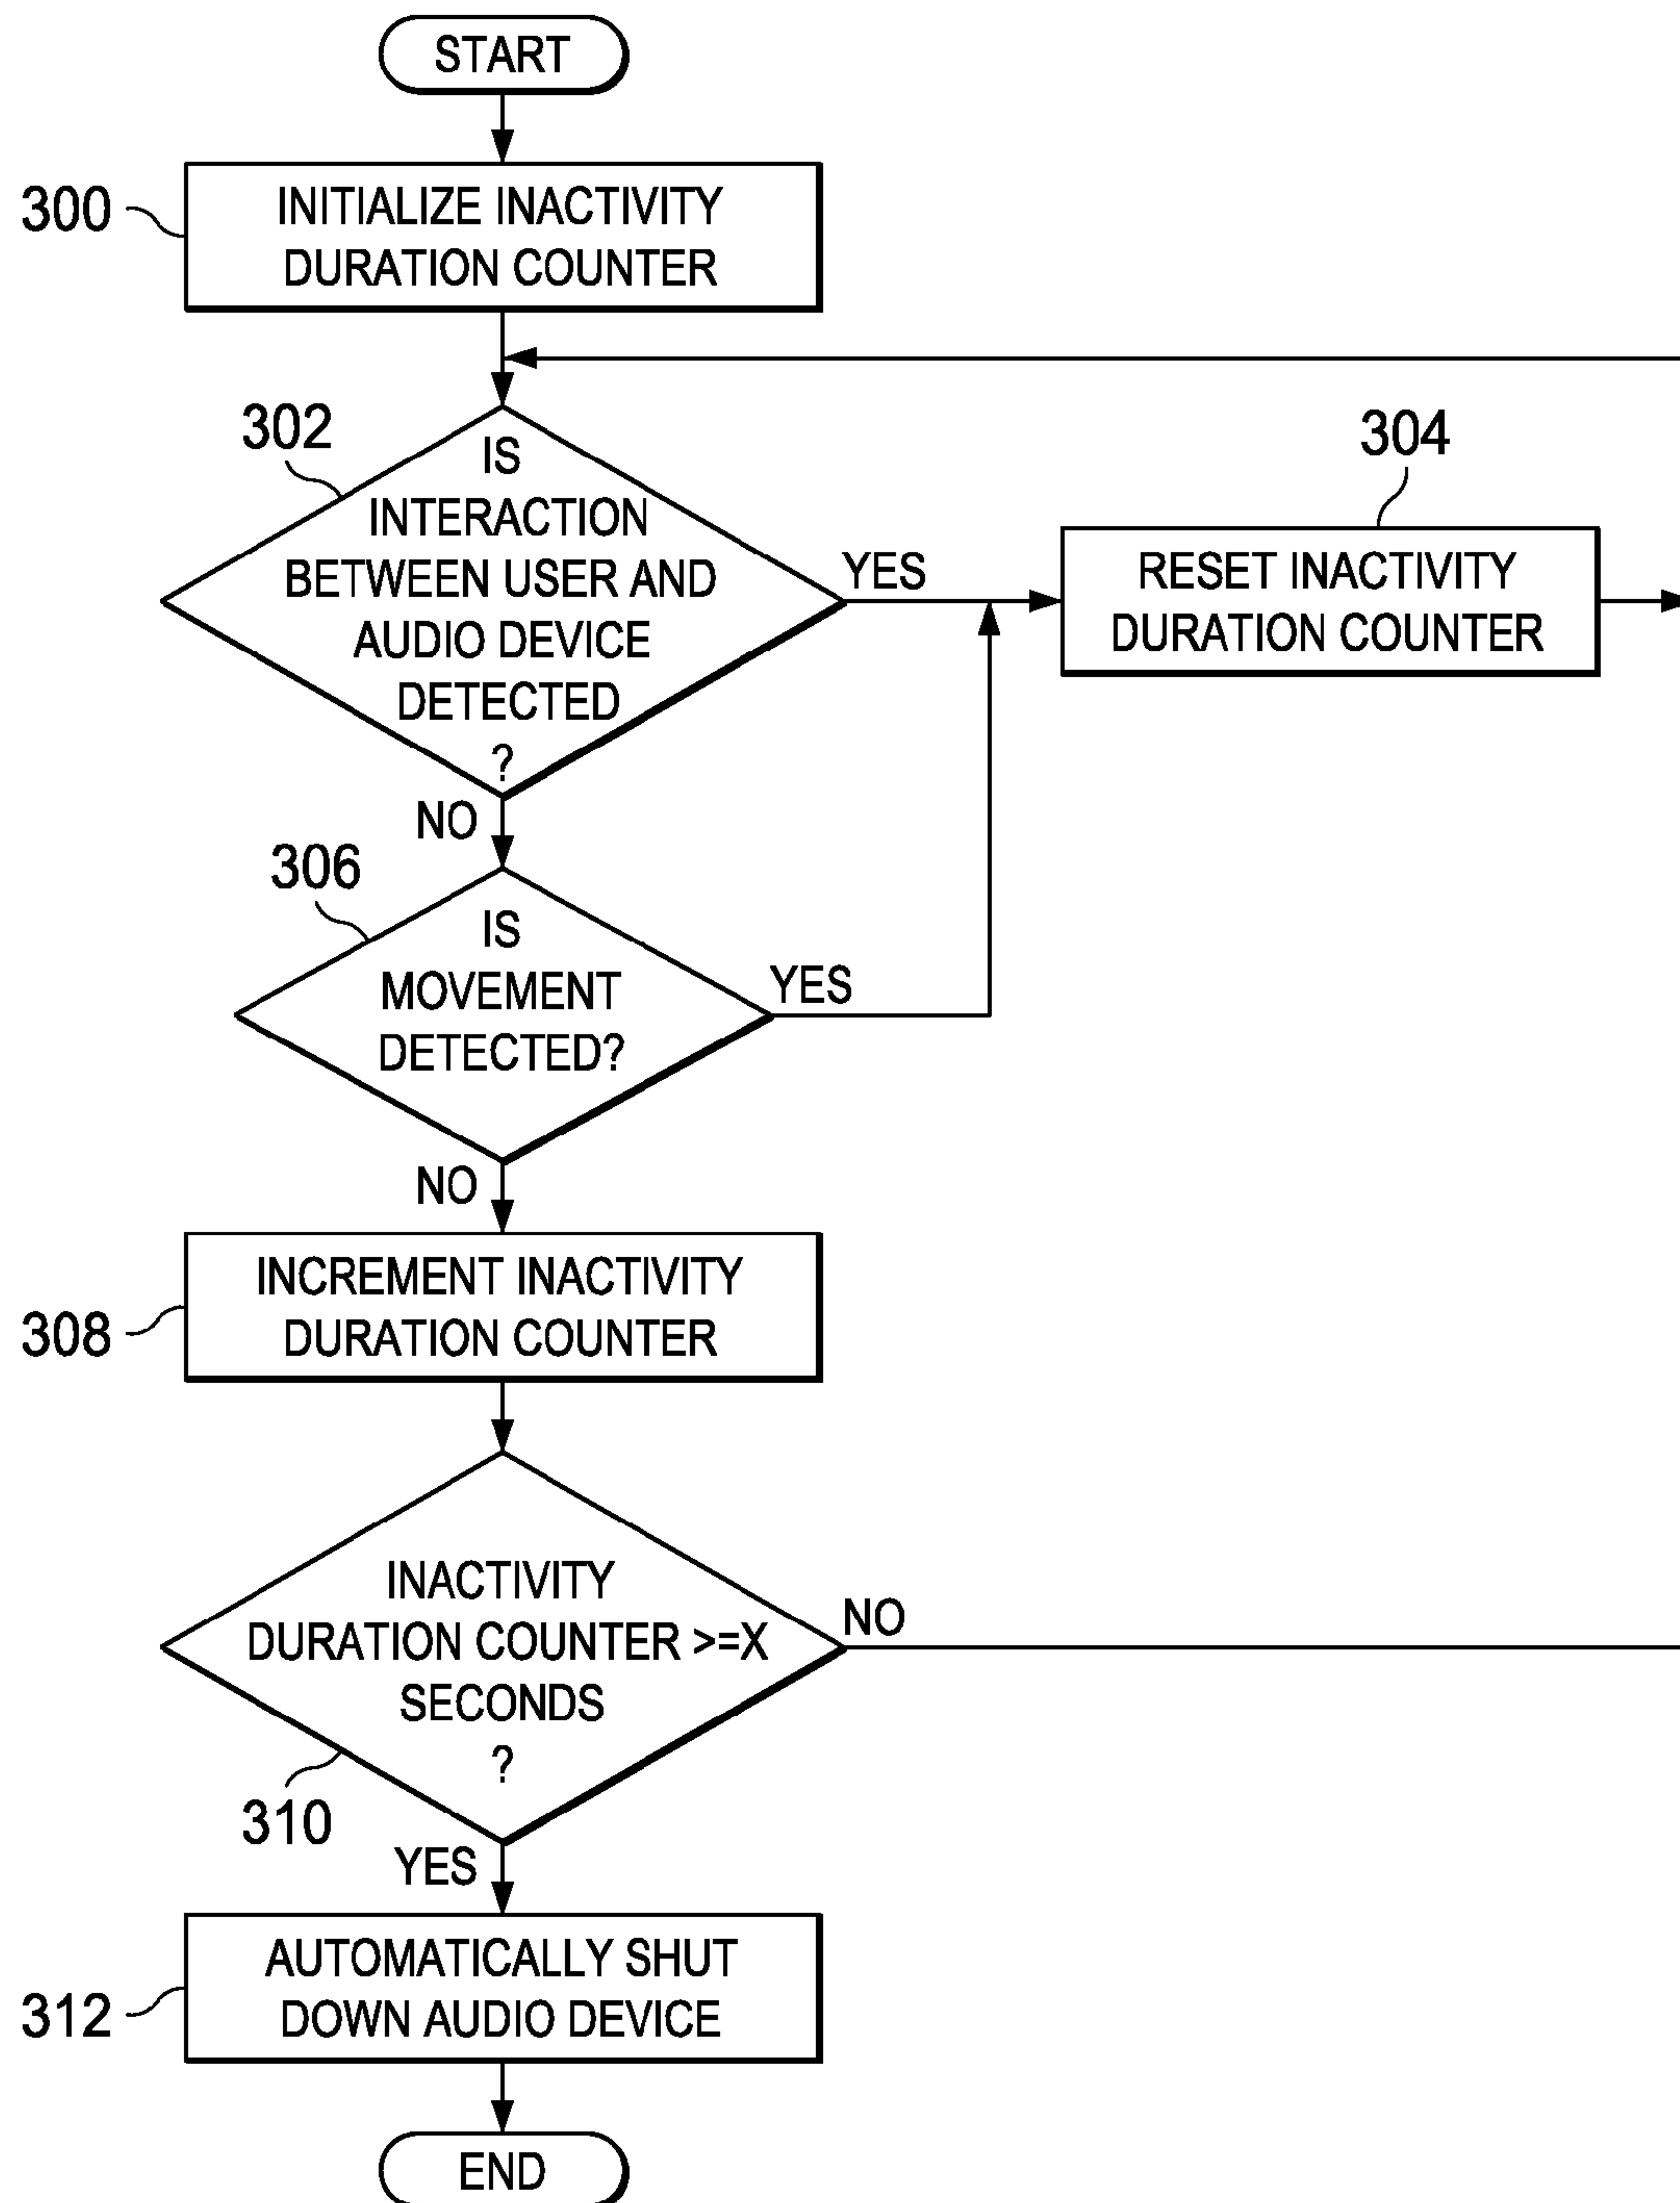 START
300
INITIALIZE INACTIVITY
DURATION COUNTER
302
IS
INTERACTION
BETWEEN USER AND
AUDIO DEVICE
DETECTED
?
YES
304
RESET INACTIVITY
DURATION COUNTER
NO
306
IS
MOVEMENT
DETECTED?
YES
NO
308
INCREMENT INACTIVITY
DURATION COUNTER
INACTIVITY
DURATION COUNTER >=X
SECONDS
?
NO
310
YES
312
AUTOMATICALLY SHUT
DOWN AUDIO DEVICE
END